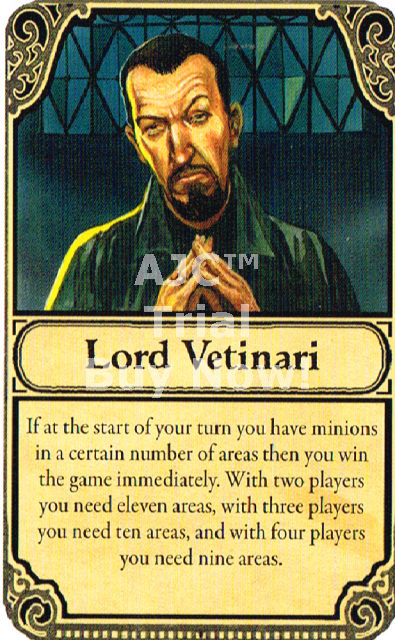 AJC™
Trial
Lord Vetinari
Buy Now!
If at the start of your turn you have minions
in a certain number of areas then you win
the game immediately. With two players
you need eleven areas, with three players
you need ten areas, and with four players
you need nine areas.